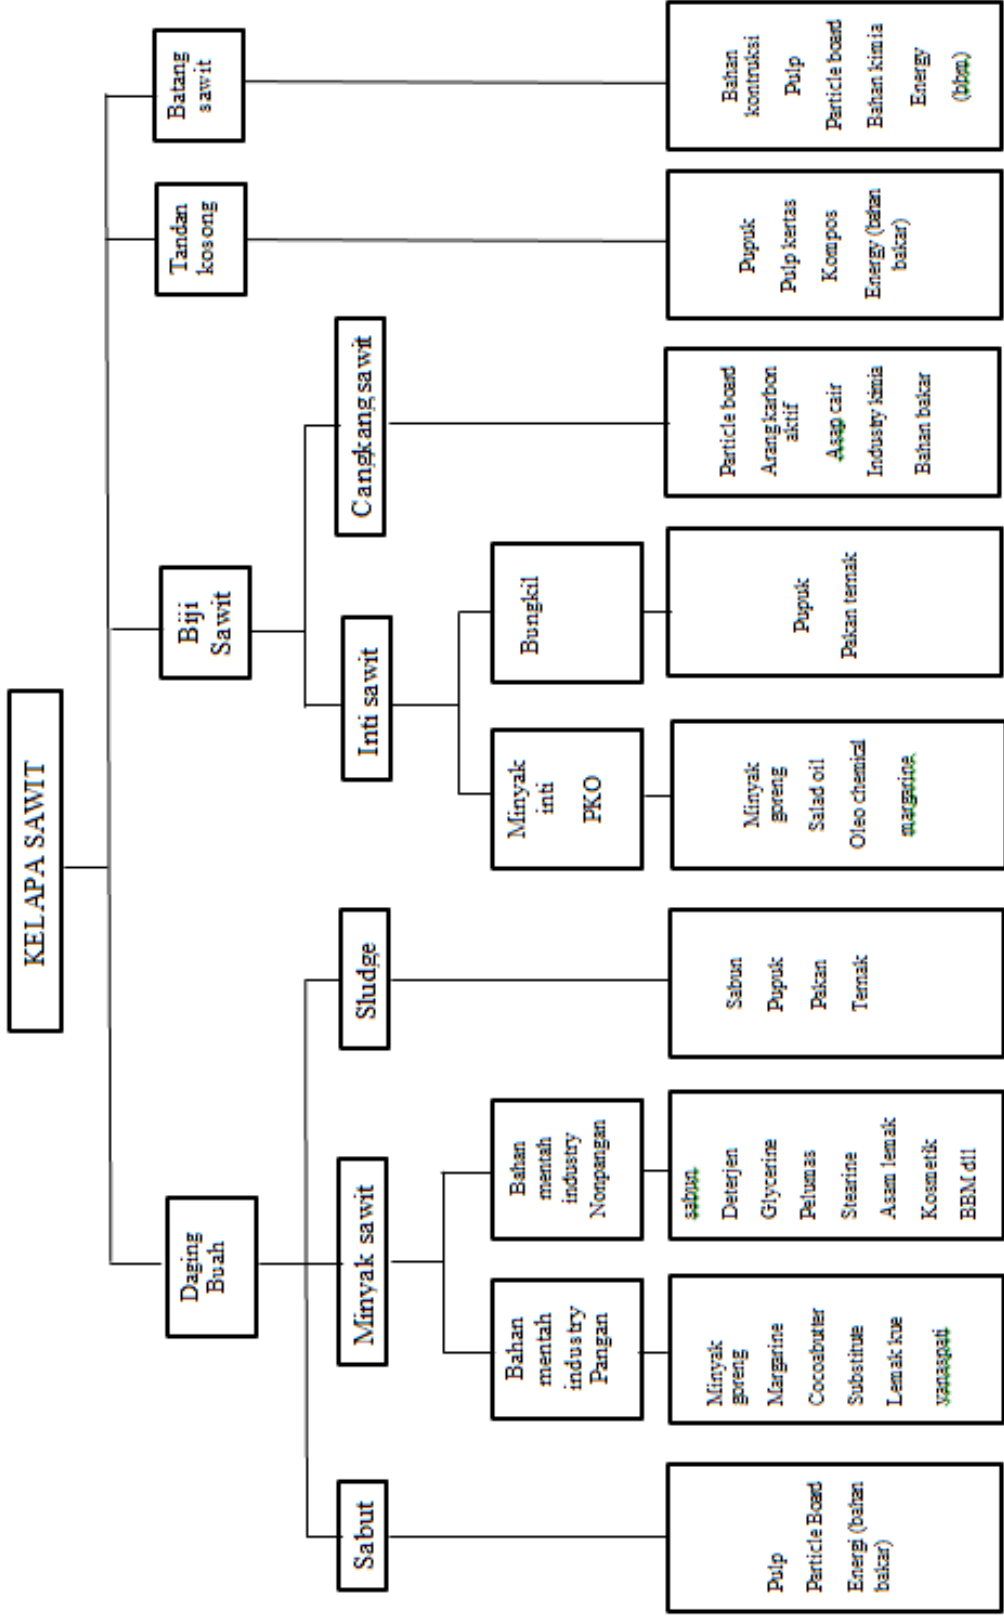 KELAPA SAWIT
Daging
Buah
Biji
Sawit
Tandan
kosong
Batang
sawit
Sabut
Minyak sawit
Sludge
Inti sawit
Cangkang sawit
Bahan
mentah
industry
Pangan
Bahan
mentah
industry
Nonpangan
Minyak
inti
PKO
Bungkil
Pulp
Particle Board
Energi (bahan
bakar)
Minyak
goreng
Margarine
Cocoabutter
Substitute
Lemak kue
vanaspati
sabun
Deterjen
Glycerine
Pelumas
Stearine
Asam lemak
Kosmetik
BBM dll
Sabun
Pupuk
Pakan
Ternak
Minyak
goreng
Salad oil
Oleo chemical
margarine
Pupuk
Pakan ternak
Particle board
Arang karbon
aktif
Asap cair
Industry kimia
Bahan bakar
Pupuk
Pulp kertas
Kompos
Energy (bahan
bakar)
Bahan
kontruksi
Pulp
Particle board
Bahan kimia
Energy
(bbm)